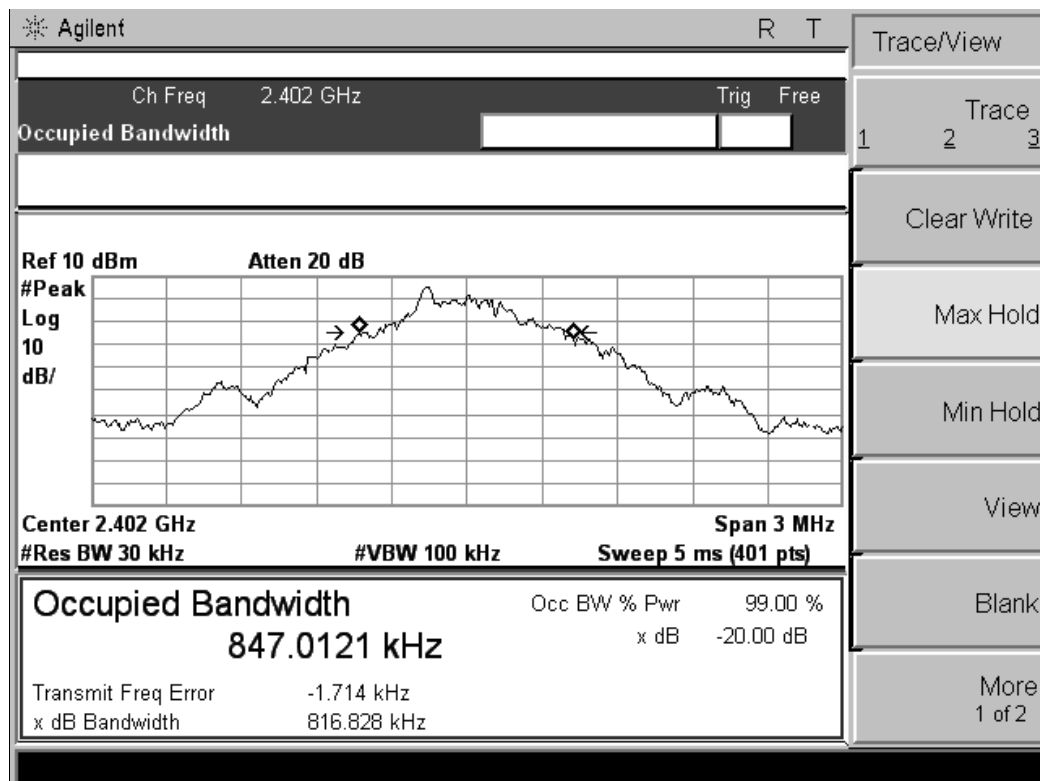 Agilent R T
Ch Freq 2.402 GHz Trig Free
Occupied Bandwidth
Ref 10 dBm Atten 20 dB
#Peak
Log
10
dB/
Center 2.402 GHz Span 3 MHz
#Res BW 30 kHz #VBW 100 kHz Sweep 5 ms (401 pts)
Occupied Bandwidth
847.0121 kHz
Occ BW % Pwr 99.00 %
x dB -20.00 dB
Transmit Freq Error -1.714 kHz
x dB Bandwidth 816.828 kHz
Trace/View
Trace
1 2 3
Clear Write
Max Hold
Min Hold
View
Blank
More
1 of 2